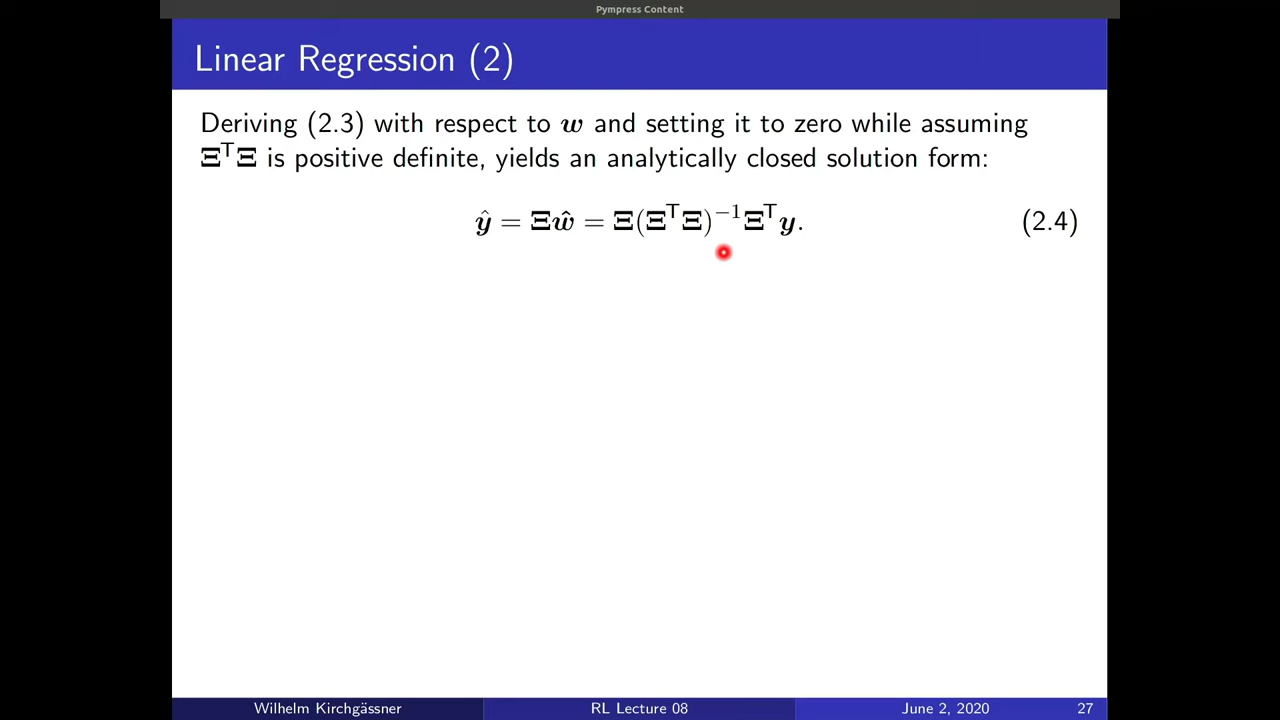 Pympress Content
Linear Regression (2)
Deriving (2.3) with respect to w and setting it to zero while assuming
ΞᵀΞ is positive definite, yields an analytically closed solution form:
ŷ = Ξŵ = Ξ(ΞᵀΞ)⁻¹Ξᵀy. (2.4)
Wilhelm Kirchgässner RL Lecture 08 June 2, 2020 27